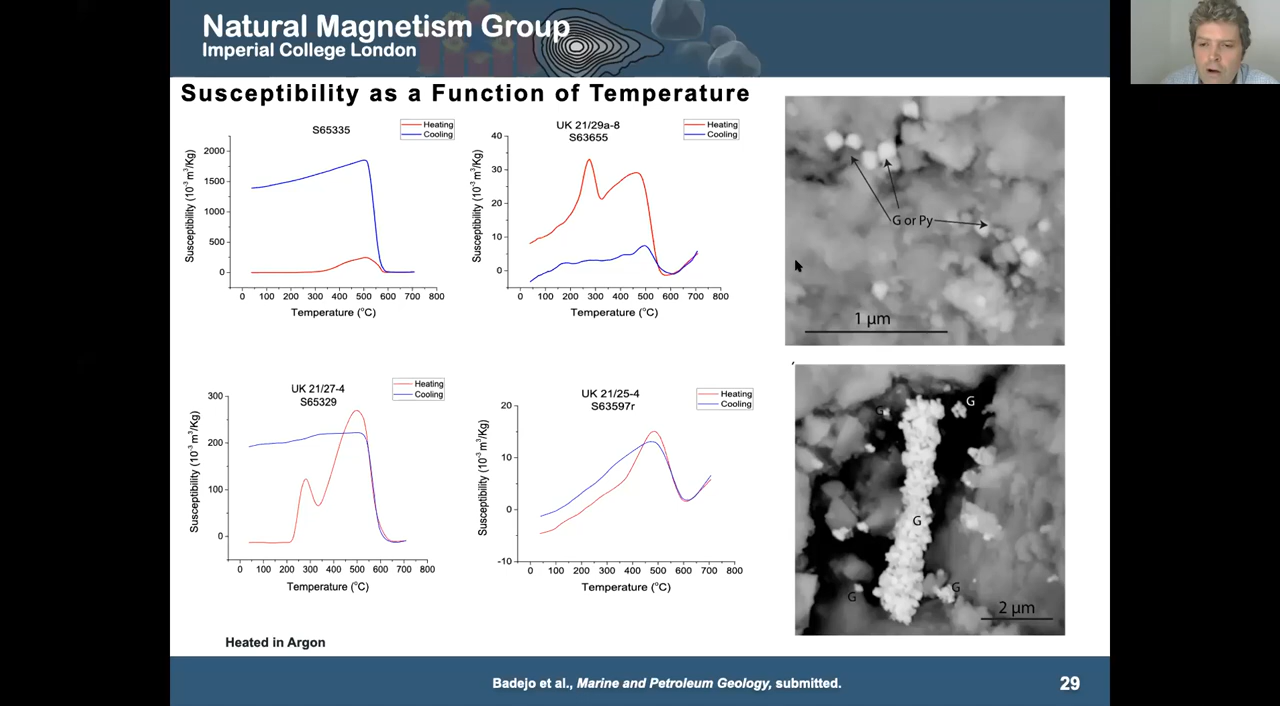 Natural Magnetism Group
Imperial College London
Susceptibility as a Function of Temperature
S65335
Heating
Cooling
Susceptibility (10⁻³ m³/Kg)
2000
1500
1000
500
0
0 100 200 300 400 500 600 700 800
Temperature (°C)
UK 21/29a-8
S63655
Heating
Cooling
Susceptibility (10⁻³ m³/Kg)
40
30
20
10
0
0 100 200 300 400 500 600 700 800
Temperature (°C)
G or Py
1 µm
UK 21/27-4
S65329
Heating
Cooling
Susceptibility (10⁻³ m³/Kg)
300
200
100
0
0 100 200 300 400 500 600 700 800
Temperature (°C)
UK 21/25-4
S63597r
Heating
Cooling
Susceptibility (10⁻³ m³/Kg)
20
10
0
-10
0 100 200 300 400 500 600 700 800
Temperature (°C)
G
G
G
G
G
2 µm
Heated in Argon
Badejo et al., Marine and Petroleum Geology, submitted.
29